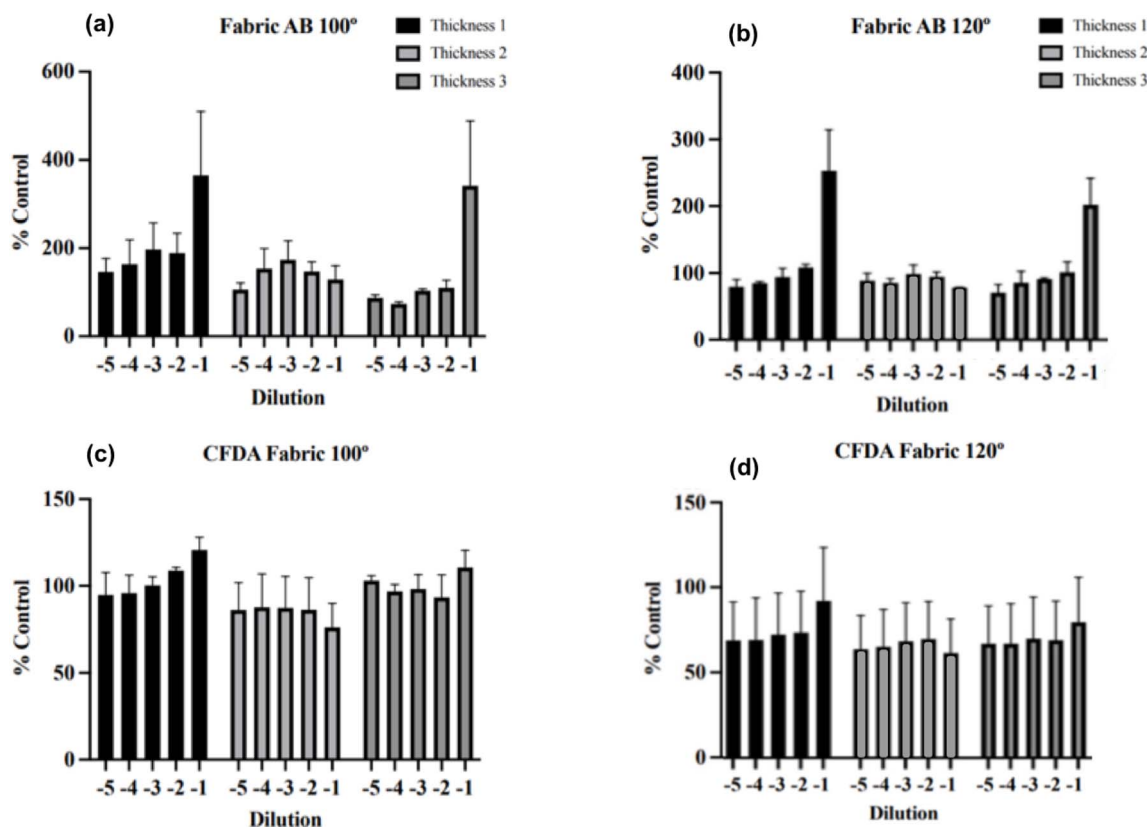 (a)
Fabric AB 100º
Thickness 1
Thickness 2
Thickness 3
% Control
600
400
200
0
-5 -4 -3 -2 -1 -5 -4 -3 -2 -1 -5 -4 -3 -2 -1
Dilution
(b)
Fabric AB 120º
Thickness 1
Thickness 2
Thickness 3
% Control
400
300
200
100
0
-5 -4 -3 -2 -1 -5 -4 -3 -2 -1 -5 -4 -3 -2 -1
Dilution
(c)
CFDA Fabric 100º
% Control
150
100
50
0
-5 -4 -3 -2 -1 -5 -4 -3 -2 -1 -5 -4 -3 -2 -1
Dilution
(d)
CFDA Fabric 120º
% Control
150
100
50
0
-5 -4 -3 -2 -1 -5 -4 -3 -2 -1 -5 -4 -3 -2 -1
Dilution